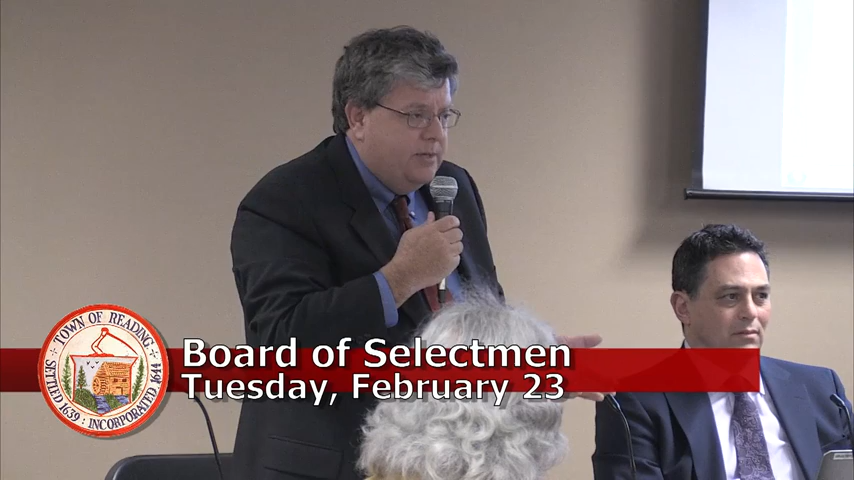 TOWN OF READING
SETTLED 1639 : INCORPORATED 1644
Board of Selectmen
Tuesday, February 23